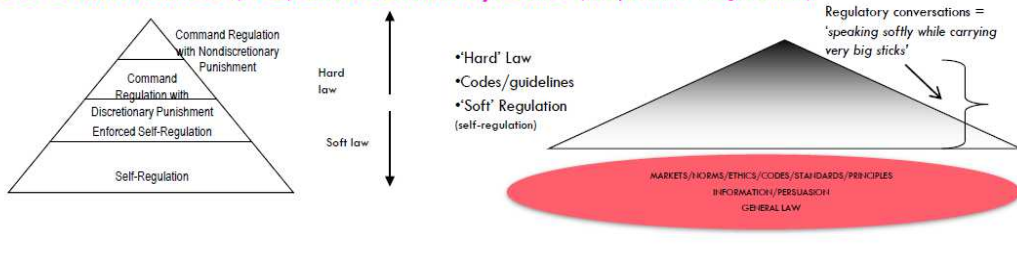 Command Regulation
with Nondiscretionary
Punishment
Command
Regulation with
Discretionary Punishment
Enforced Self-Regulation
Self-Regulation
Hard
law
Soft law
•'Hard' Law
•Codes/guidelines
•'Soft' Regulation
(self-regulation)
Regulatory conversations =
'speaking softly while carrying
very big sticks'
MARKETS/NORMS/ETHICS/CODES/STANDARDS/PRINCIPLES
INFORMATION/PERSUASION
GENERAL LAW